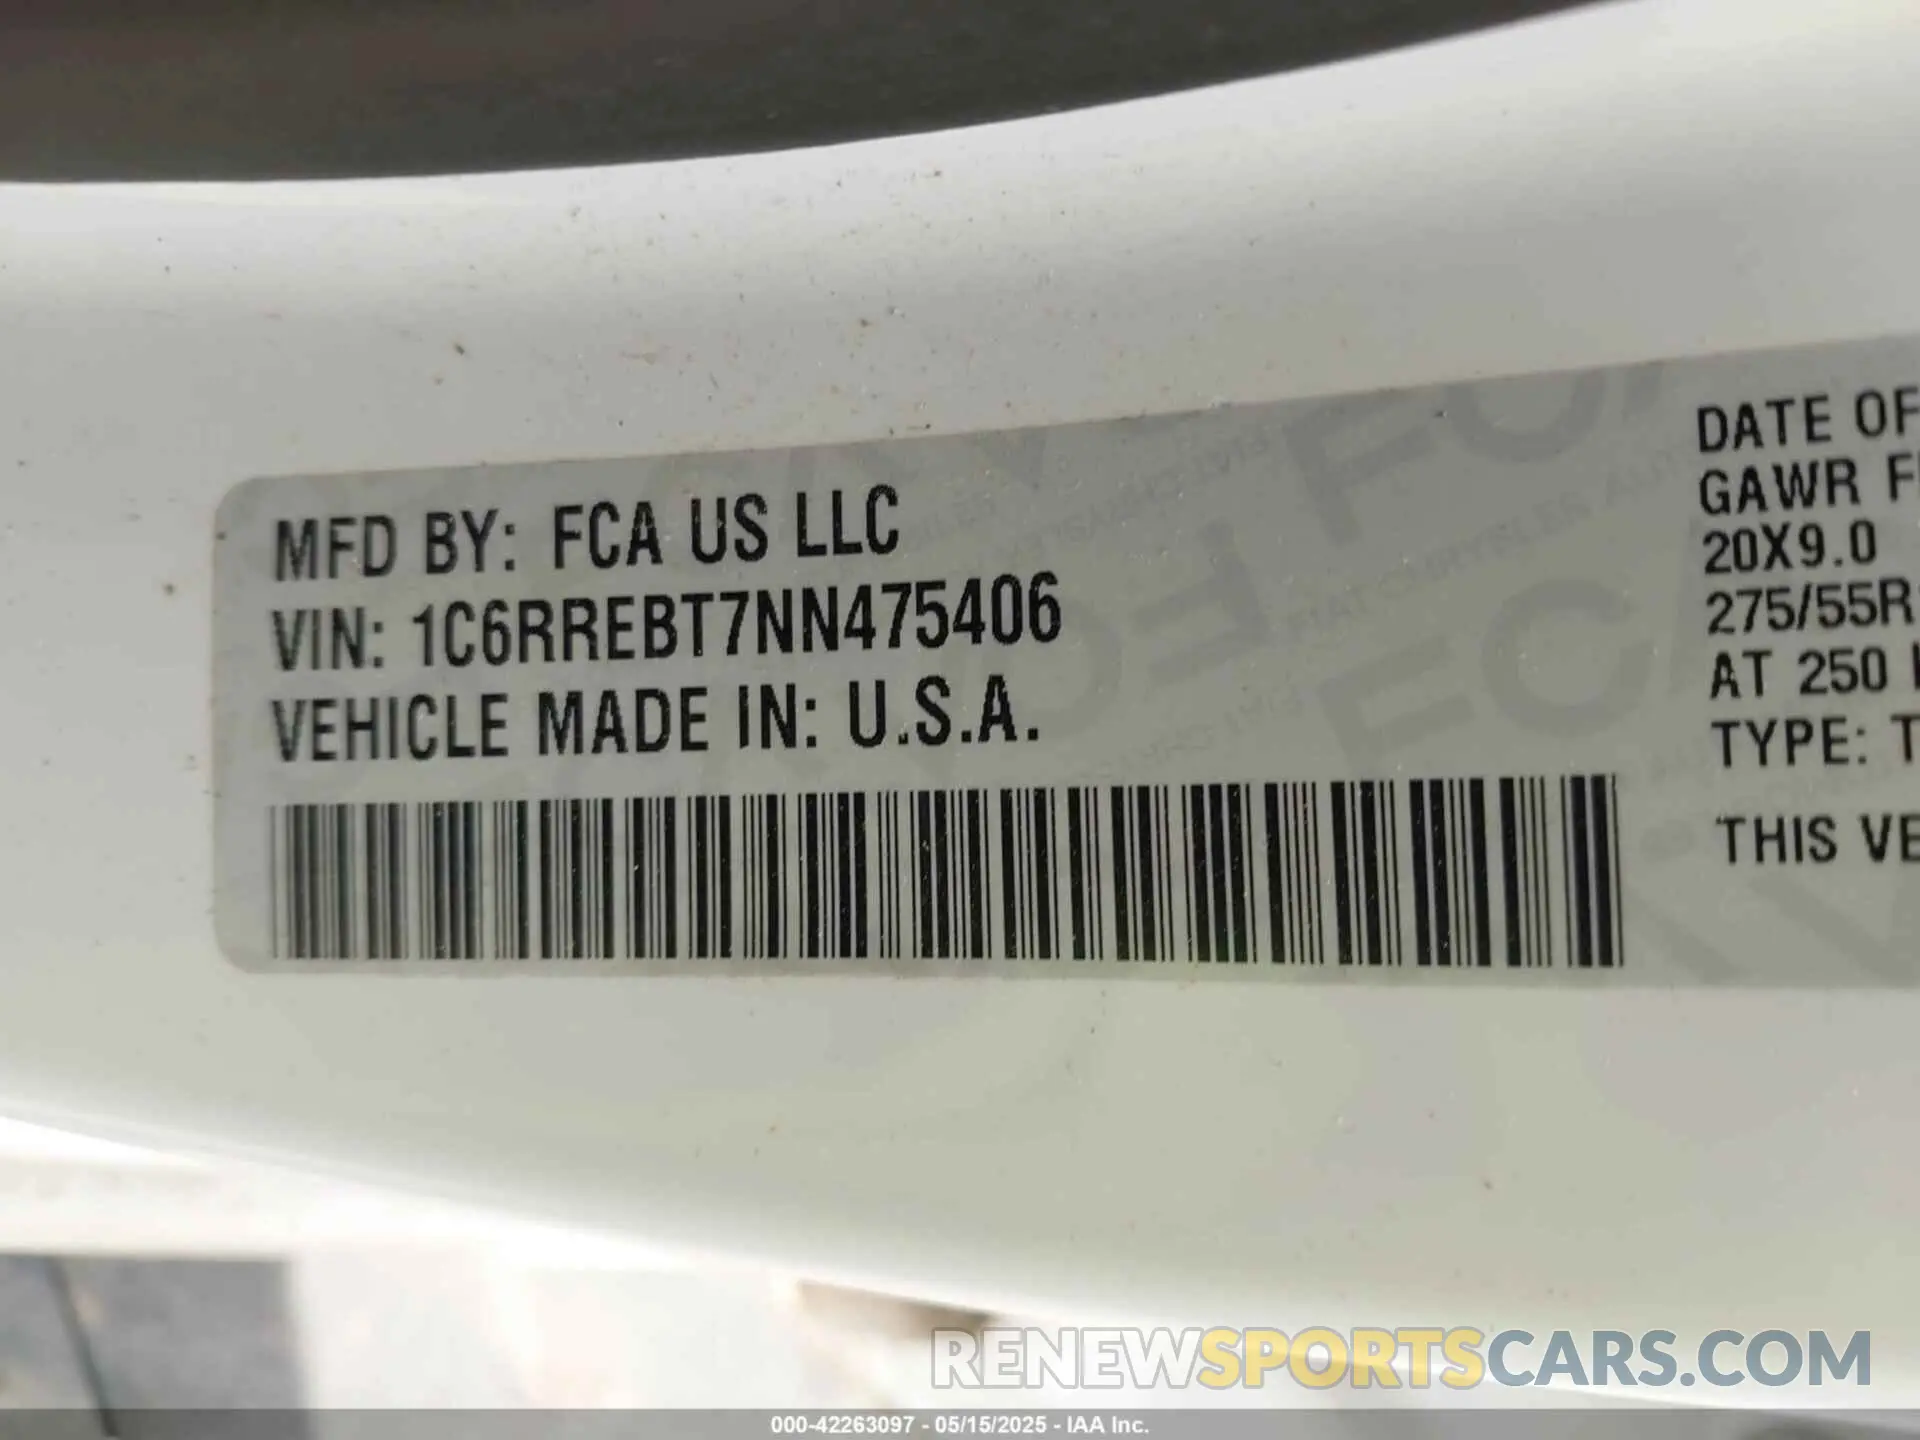 MFD BY: FCA US LLC
VIN: 1C6RREBT7NN475406
VEHICLE MADE IN: U.S.A.
DATE OF
GAWR
20X9.0
275/55R
AT 250
TYPE: T
THIS VE
RENEWSPORTSCARS.COM
000-42263097 - 05/15/2025 - IAA Inc.